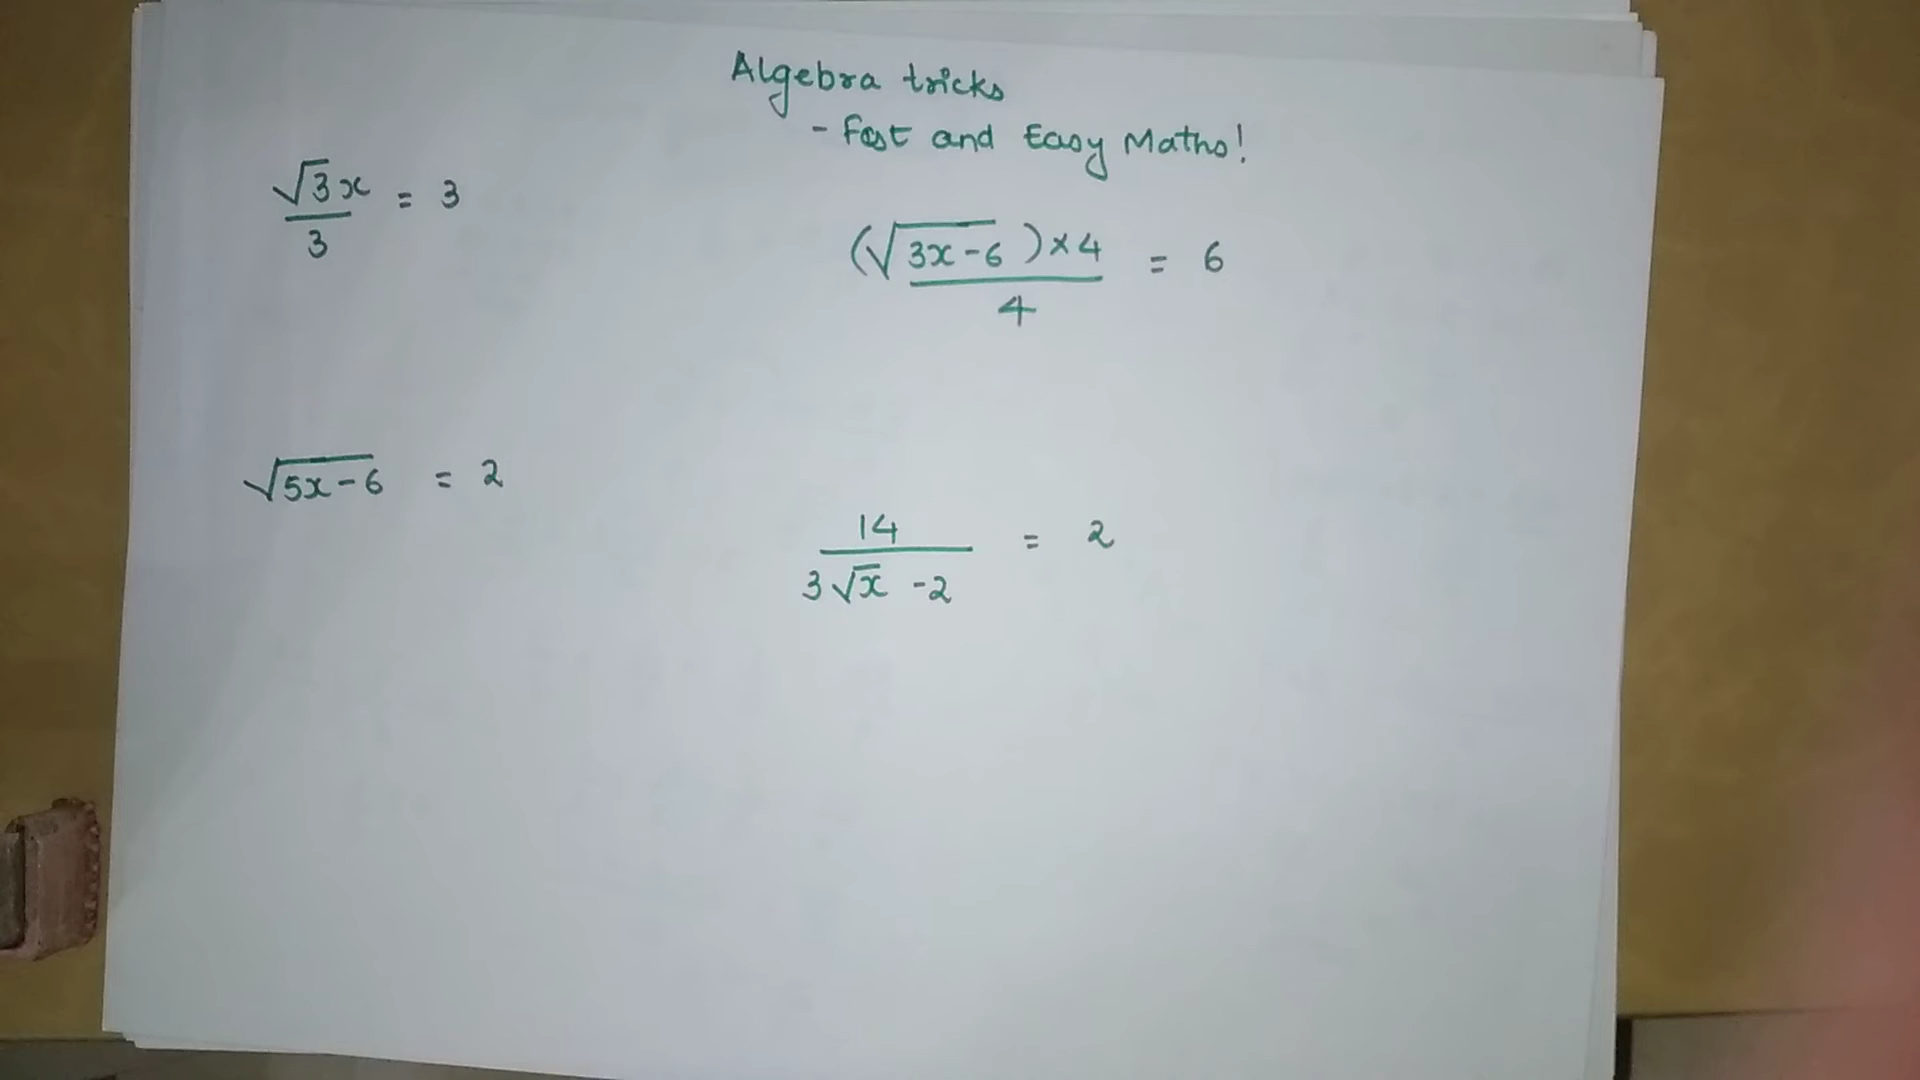 Algebra tricks
- Fast and Easy Maths!
√3x / 3 = 3
(√(3x-6)) × 4 / 4 = 6
√(5x-6) = 2
14 / (3√x - 2) = 2